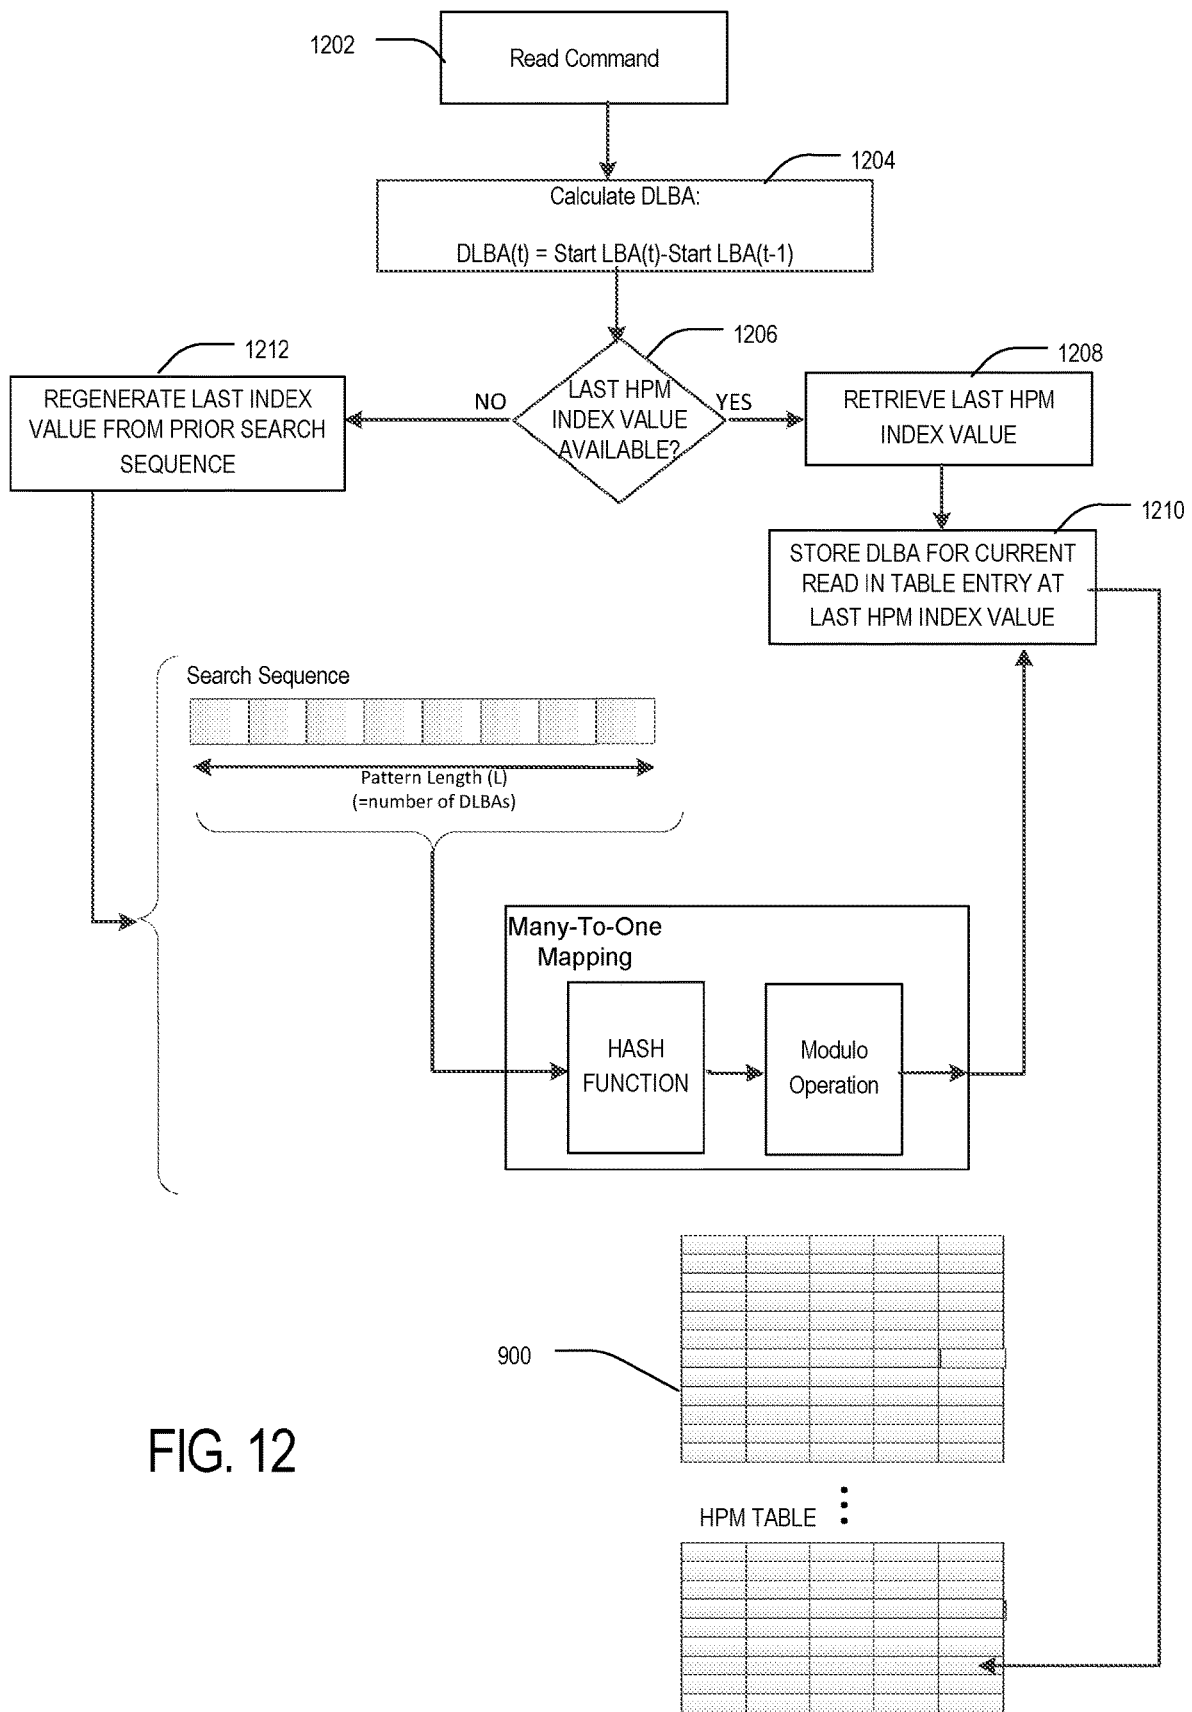 1202
Read Command
1204
Calculate DLBA:
DLBA(t) = Start LBA(t)-Start LBA(t-1)
1206
1212
1208
REGENERATE LAST INDEX
VALUE FROM PRIOR SEARCH
SEQUENCE
NO
LAST HPM
INDEX VALUE
AVAILABLE?
YES
RETRIEVE LAST HPM
INDEX VALUE
1210
STORE DLBA FOR CURRENT
READ IN TABLE ENTRY AT
LAST HPM INDEX VALUE
Search Sequence
Pattern Length (L)
(=number of DLBAs)
Many-To-One
Mapping
HASH
FUNCTION
Modulo
Operation
900
FIG. 12
HPM TABLE